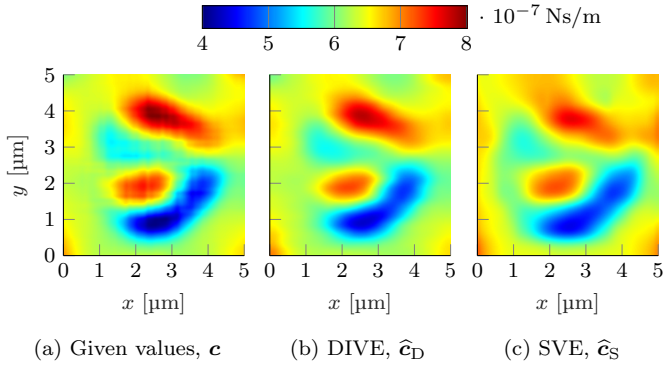 4 5 6 7 8 · 10⁻⁷ Ns/m
5
4
3
2
1
0
y [µm]
0 1 2 3 4 5 0 1 2 3 4 5 0 1 2 3 4 5
x [µm] x [µm] x [µm]
(a) Given values, c (b) DIVE, ĉ_D (c) SVE, ĉ_S